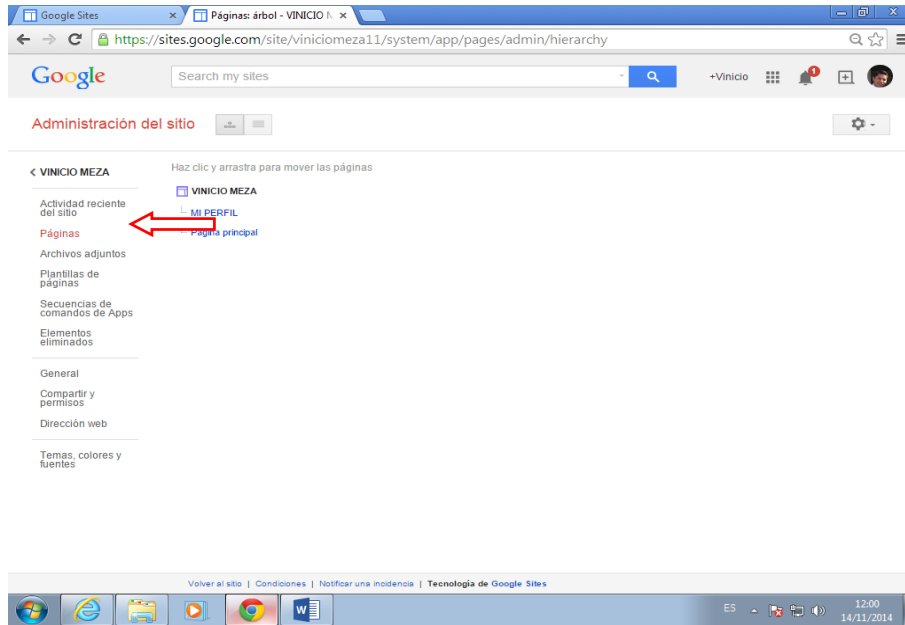 Google Sites
Páginas: árbol - VINICIO
https://sites.google.com/site/viniciomeza11/system/app/pages/admin/hierarchy
Google
Search my sites
+Vinicio
1
Administración del sitio
VINICIO MEZA
Haz clic y arrastra para mover las páginas
VINICIO MEZA
MI PERFIL
Página principal
Actividad reciente
del sitio
Páginas
Archivos adjuntos
Plantillas de
páginas
Secuencias de
comandos de Apps
Elementos
eliminados
General
Compartir y
permisos
Dirección web
Temas, colores y
fuentes
Volver al sitio | Condiciones | Notificar una incidencia | Tecnología de Google Sites
ES
12:00
14/11/2014